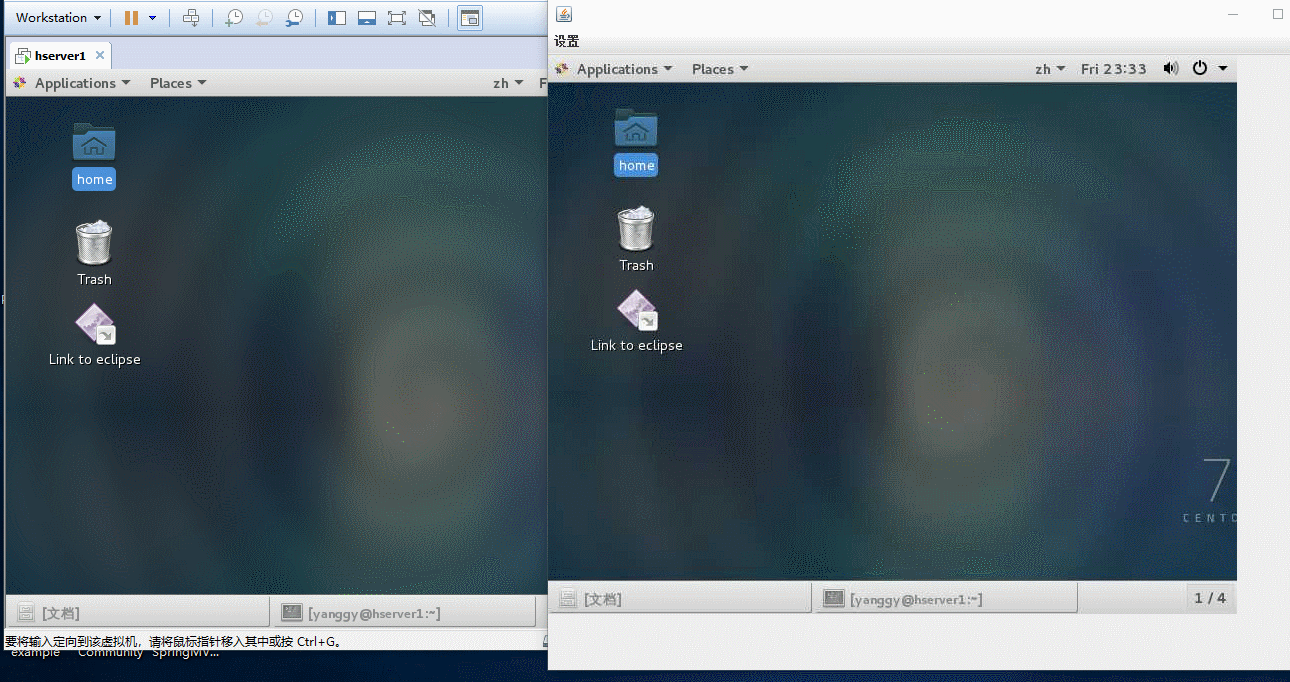 Workstation
hserver1
Applications Places zh
home
Trash
Link to eclipse
[文档] [yanggy@hserver1:~]
要将输入定向到该虚拟机，请将鼠标指针移入其中或按 Ctrl+G。
example Community SpringMV...
设置
Applications Places zh Fri 23:33
home
Trash
Link to eclipse
7
CENTO
[文档] [yanggy@hserver1:~] 1 / 4